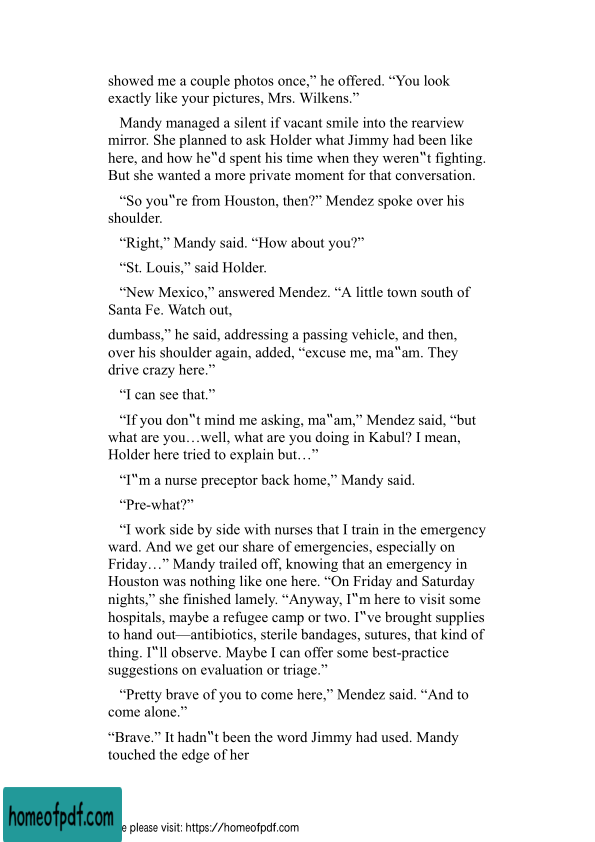 showed me a couple photos once,” he offered. “You look
exactly like your pictures, Mrs. Wilkens.”
Mandy managed a silent if vacant smile into the rearview
mirror. She planned to ask Holder what Jimmy had been like
here, and how he‟d spent his time when they weren‟t fighting.
But she wanted a more private moment for that conversation.
“So you‟re from Houston, then?” Mendez spoke over his
shoulder.
“Right,” Mandy said. “How about you?”
“St. Louis,” said Holder.
“New Mexico,” answered Mendez. “A little town south of
Santa Fe. Watch out,
dumbass,” he said, addressing a passing vehicle, and then,
over his shoulder again, added, “excuse me, ma‟am. They
drive crazy here.”
“I can see that.”
“If you don‟t mind me asking, ma‟am,” Mendez said, “but
what are you…well, what are you doing in Kabul? I mean,
Holder here tried to explain but…”
“I‟m a nurse preceptor back home,” Mandy said.
“Pre-what?”
“I work side by side with nurses that I train in the emergency
ward. And we get our share of emergencies, especially on
Friday…” Mandy trailed off, knowing that an emergency in
Houston was nothing like one here. “On Friday and Saturday
nights,” she finished lamely. “Anyway, I‟m here to visit some
hospitals, maybe a refugee camp or two. I‟ve brought supplies
to hand out—antibiotics, sterile bandages, sutures, that kind of
thing. I‟ll observe. Maybe I can offer some best-practice
suggestions on evaluation or triage.”
“Pretty brave of you to come here,” Mendez said. “And to
come alone.”
“Brave.” It hadn‟t been the word Jimmy had used. Mandy
touched the edge of her
homeofpdf.com
e please visit: https://homeofpdf.com